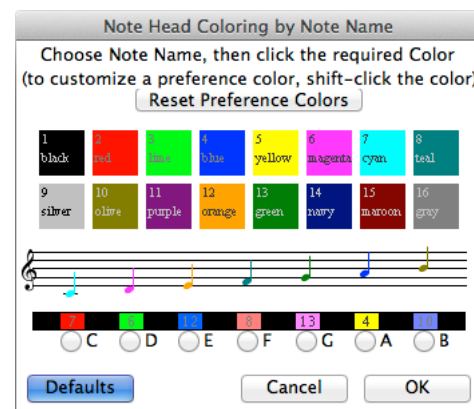 Note Head Coloring by Note Name
Choose Note Name, then click the required Color
(to customize a preference color, shift-click the color)
Reset Preference Colors
1 2 3 4 5 6 7 8
black red lime blue yellow magenta cyan teal
9 10 11 12 13 14 15 16
silver olive purple orange green navy maroon gray
7 6 12 8 13 4 10
C D E F G A B
Defaults Cancel OK